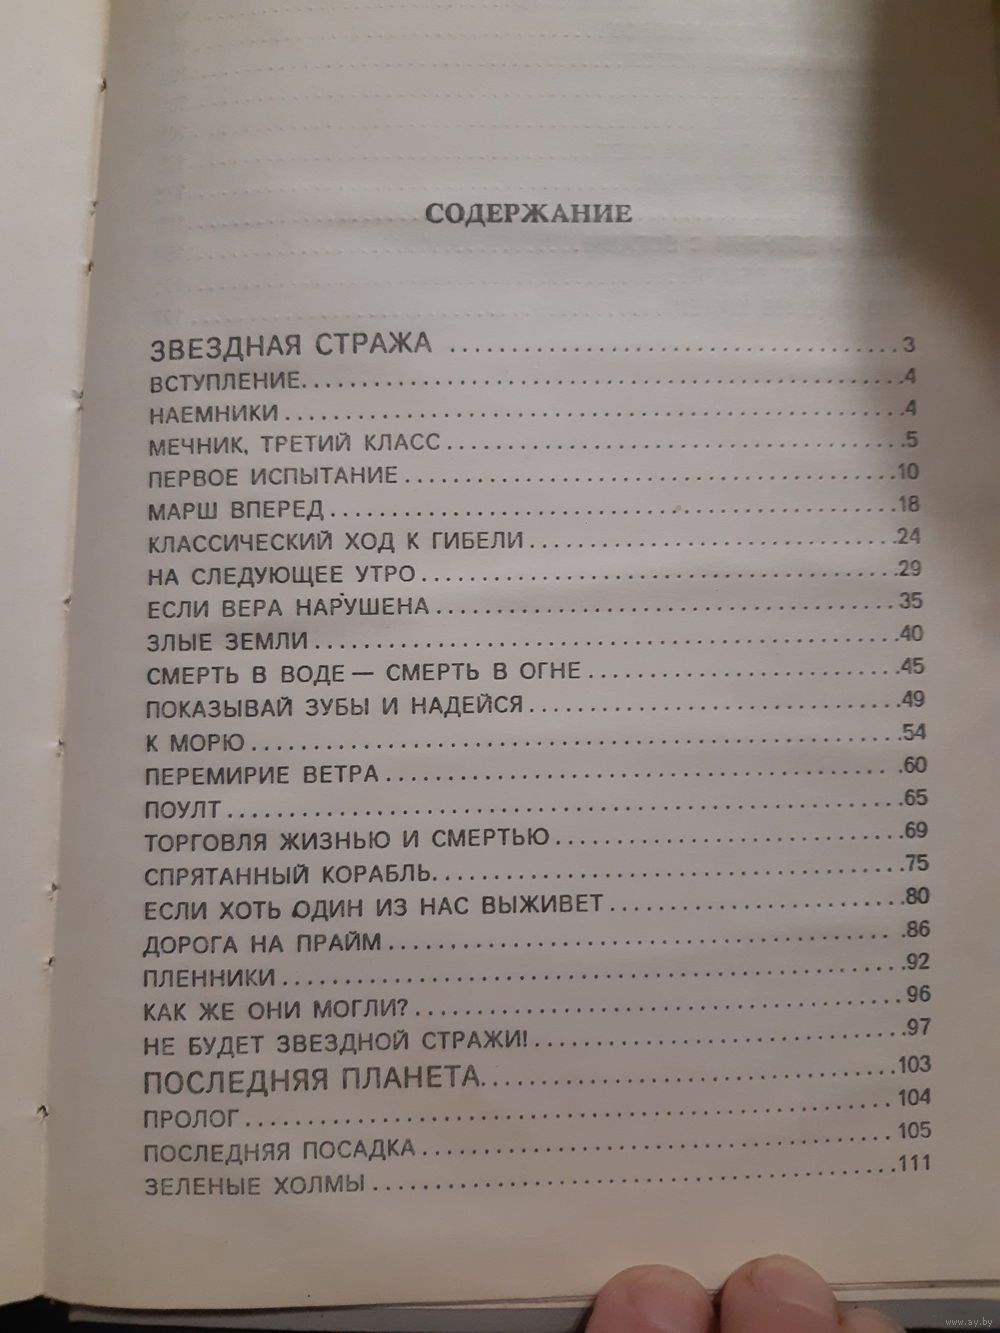 СОДЕРЖАНИЕ
ЗВЕЗДНАЯ СТРАЖА ........................................ 3
ВСТУПЛЕНИЕ........................................4
НАЕМНИКИ........................................4
МЕЧНИК, ТРЕТИЙ КЛАСС........................................5
ПЕРВОЕ ИСПЫТАНИЕ........................................10
МАРШ ВПЕРЕД........................................18
КЛАССИЧЕСКИЙ ХОД К ГИБЕЛИ........................................24
НА СЛЕДУЮЩЕЕ УТРО........................................29
ЕСЛИ ВЕРА НАРУШЕНА........................................35
ЗЛЫЕ ЗЕМЛИ........................................40
СМЕРТЬ В ВОДЕ — СМЕРТЬ В ОГНЕ........................................45
ПОКАЗЫВАЙ ЗУБЫ И НАДЕЙСЯ........................................49
К МОРЮ........................................54
ПЕРЕМИРИЕ ВЕТРА........................................60
ПОУЛТ........................................65
ТОРГОВЛЯ ЖИЗНЬЮ И СМЕРТЬЮ........................................69
СПРЯТАННЫЙ КОРАБЛЬ........................................75
ЕСЛИ ХОТЬ ОДИН ИЗ НАС ВЫЖИВЕТ........................................80
ДОРОГА НА ПРАЙМ........................................86
ПЛЕННИКИ........................................92
КАК ЖЕ ОНИ МОГЛИ?........................................96
НЕ БУДЕТ ЗВЕЗДНОЙ СТРАЖИ!........................................97
ПОСЛЕДНЯЯ ПЛАНЕТА........................................103
ПРОЛОГ........................................104
ПОСЛЕДНЯЯ ПОСАДКА........................................105
ЗЕЛЕНЫЕ ХОЛМЫ........................................111
www.ay.by